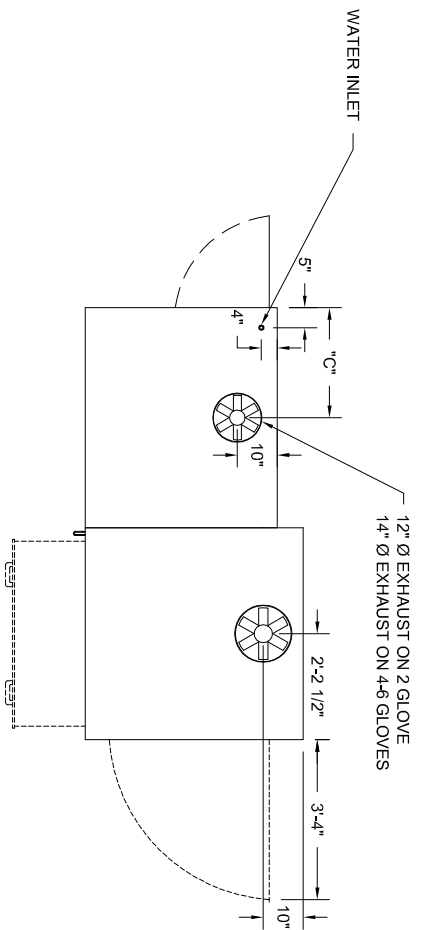 WATER INLET
5"
4"
"C"
10"
12" Ø EXHAUST ON 2 GLOVE
14" Ø EXHAUST ON 4-6 GLOVES
2'-2 1/2"
3'-4"
10"